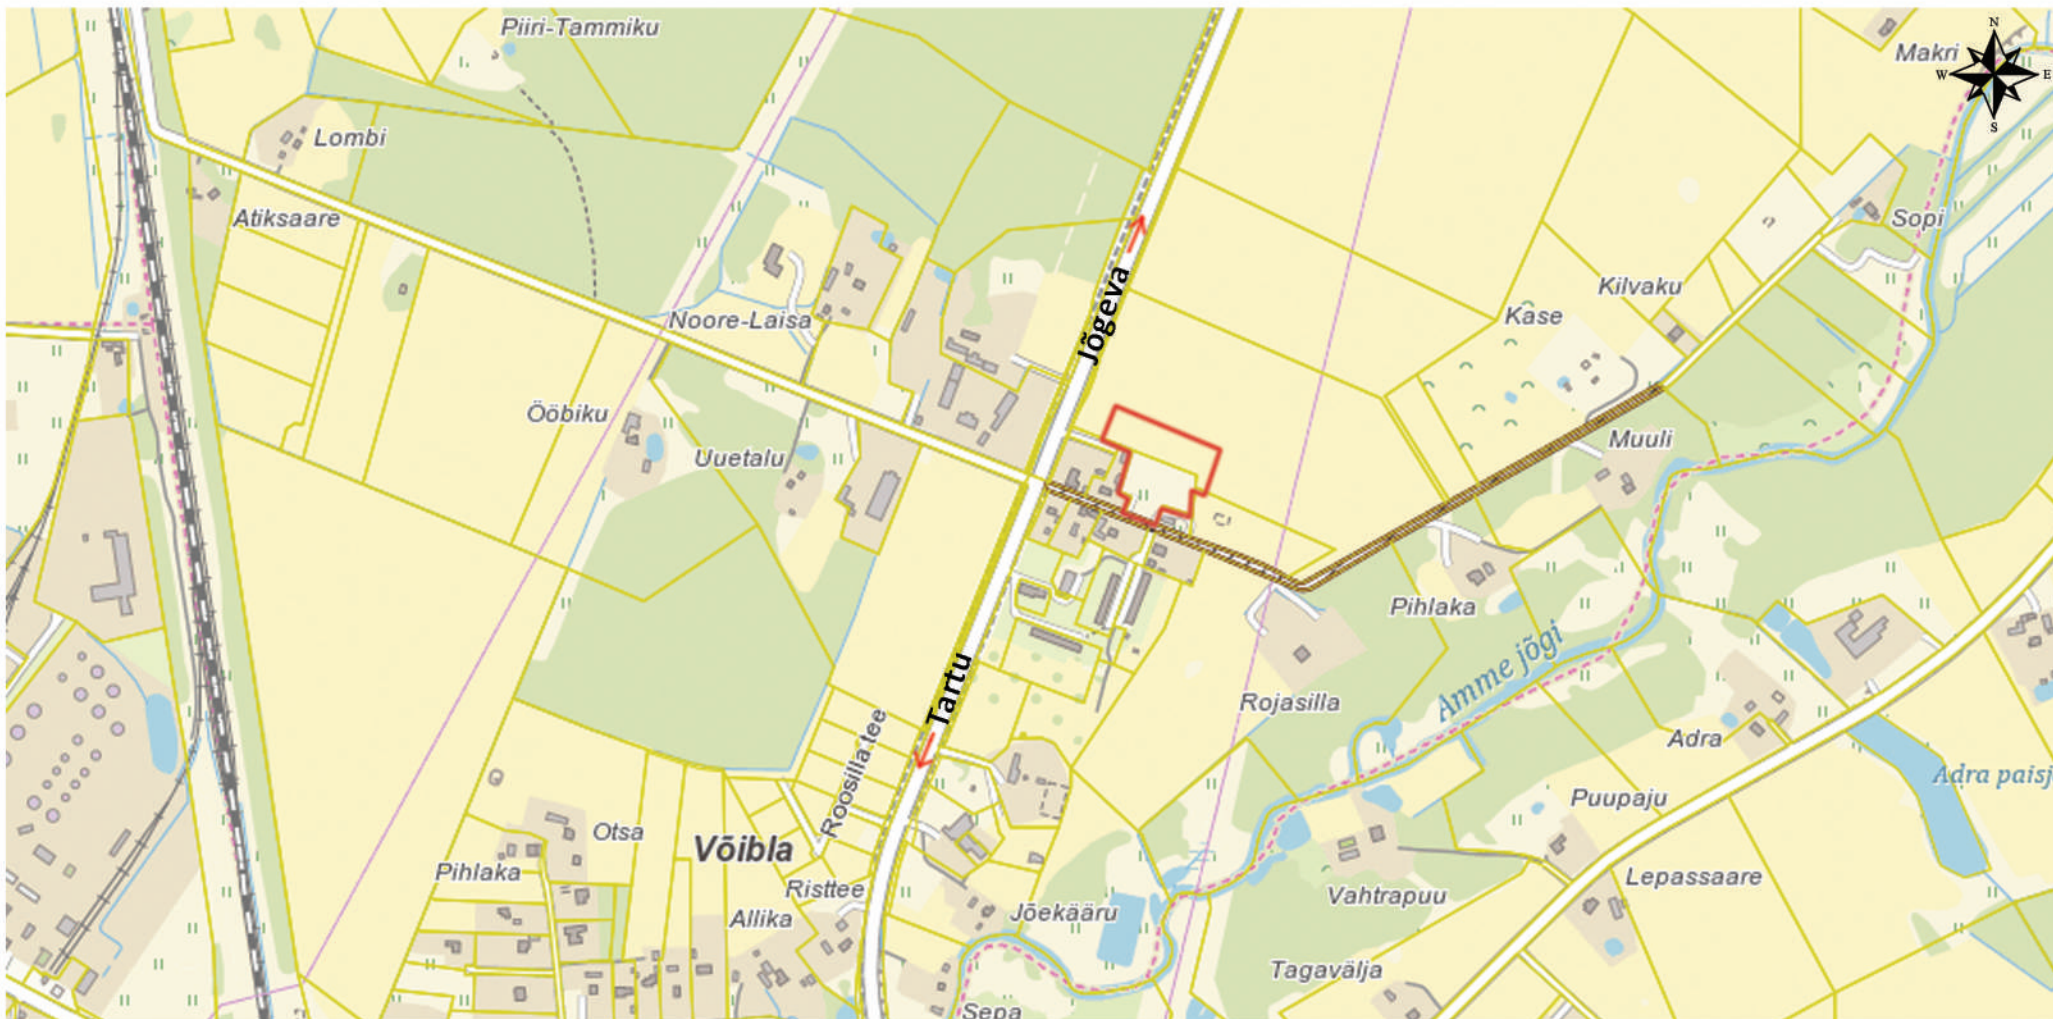 Piiri-Tammiku
N
Makri
W
E
S
Lombi
Atiksaare
Sopi
Noore-Laisa
Jõgeva
Kilvaku
Kase
Ööbiku
Uuetalu
Muuli
Pihlaka
Amme jõgi
Tartu
Rojasilla
Roosilla tee
Adra
Adra paisj
Puupaju
Otsa
Võibla
Pihlaka
Risttee
Allika
Jõekääru
Vahtrapuu
Lepassaare
Tagavälja
Sepa